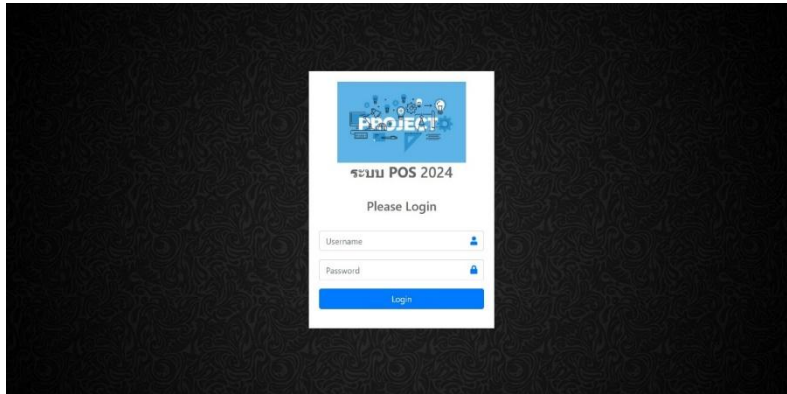 PROJECT
ระบบ POS 2024
Please Login
Username
Password
Login